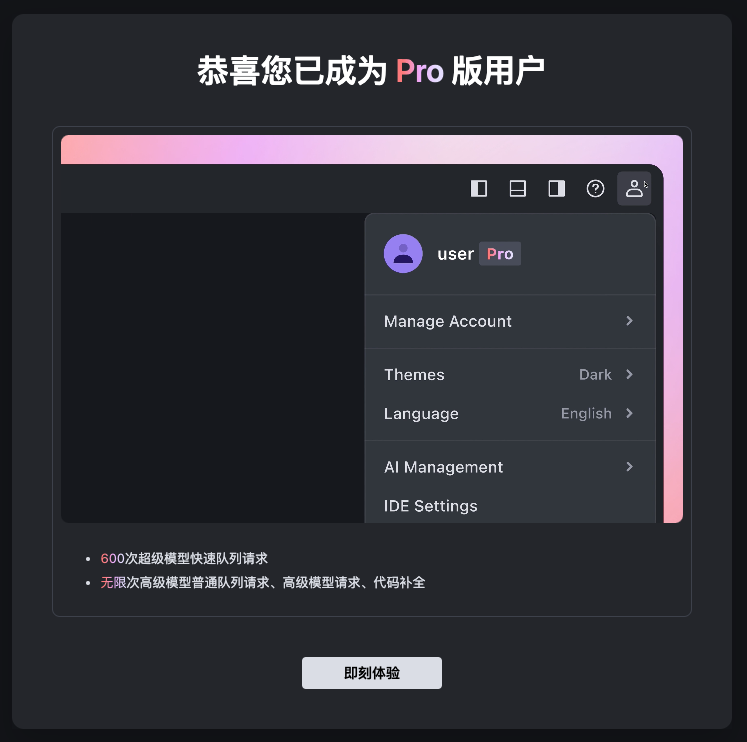 恭喜您已成为 Pro 版用户
user Pro
Manage Account
Themes Dark
Language English
AI Management
IDE Settings
600次超级模型快速队列请求
无限次高级模型普通队列请求、高级模型请求、代码补全
即刻体验